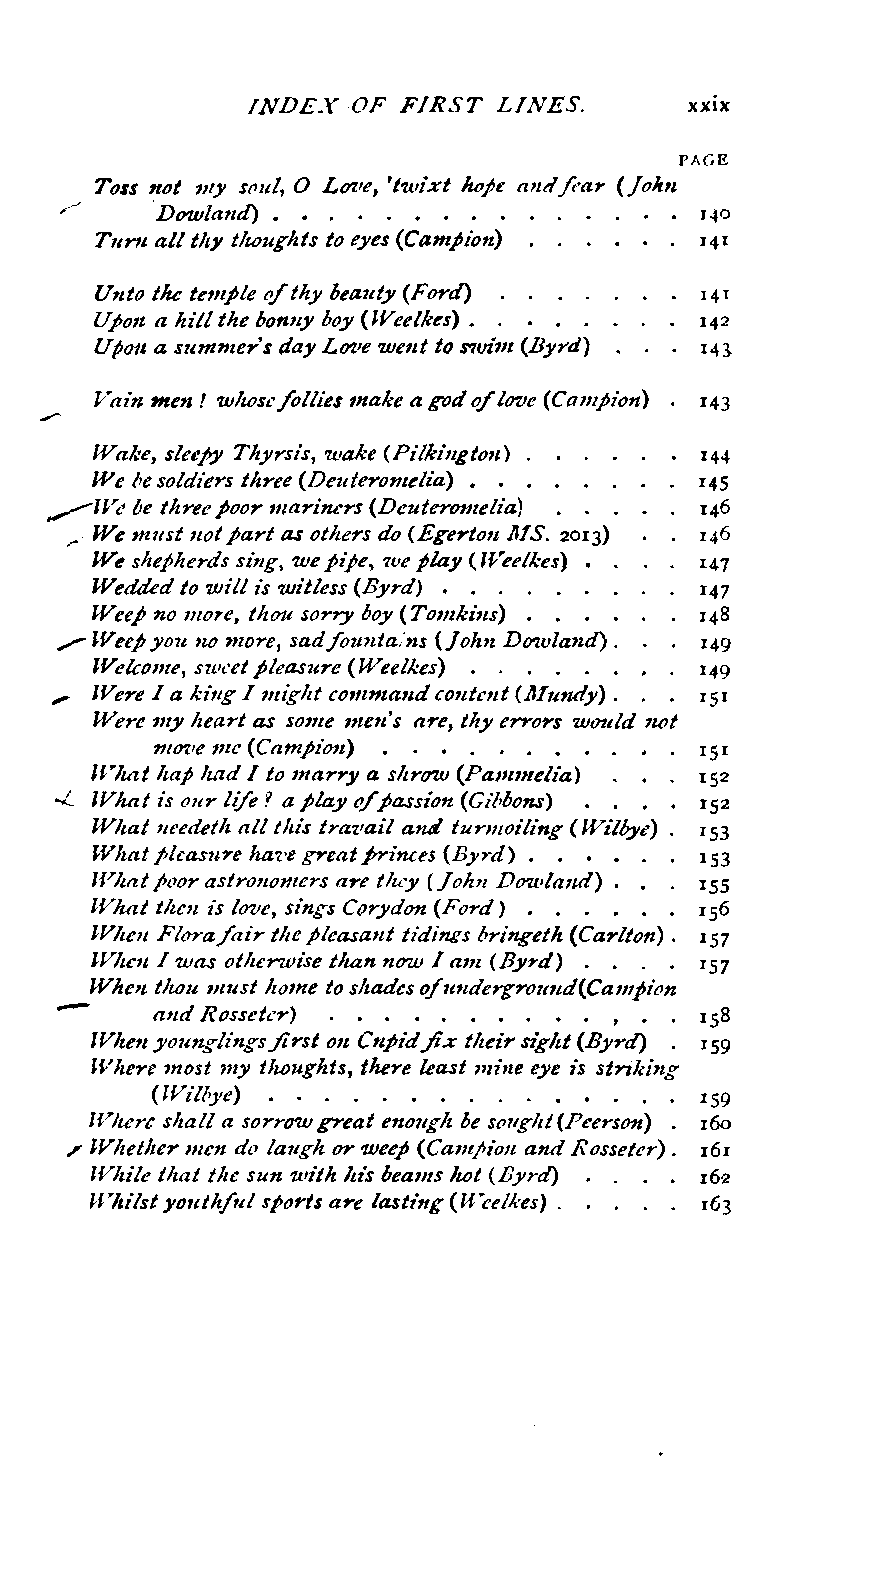 INDEX OF FIRST LINES. xxix
PAGE
Toss not my soul, O Love, 'twixt hope and fear (John
Dowland) . . . . . . . . . . . . . . . 140
Turn all thy thoughts to eyes (Campion) . . . . . . 141
Unto the temple of thy beauty (Ford) . . . . . . . 141
Upon a hill the bonny boy (Weelkes) . . . . . . . . 142
Upon a summer's day Love went to swim (Byrd) . . . 143
Vain men ! whose follies make a god of love (Campion) . 143
Wake, sleepy Thyrsis, wake (Pilkington) . . . . . . 144
We be soldiers three (Deuteromelia) . . . . . . . . 145
We be three poor mariners (Deuteromelia) . . . . . 146
We must not part as others do (Egerton MS. 2013) . . 146
We shepherds sing, we pipe, we play (Weelkes) . . . . 147
Wedded to will is witless (Byrd) . . . . . . . . . 147
Weep no more, thou sorry boy (Tomkins) . . . . . . 148
Weep you no more, sad fountains (John Dowland) . . . 149
Welcome, sweet pleasure (Weelkes) . . . . . . . . 149
Were I a king I might command content (Mundy) . . . 151
Were my heart as some men's are, thy errors would not
move me (Campion) . . . . . . . . . . . 151
What hap had I to marry a shrow (Pammelia) . . . 152
What is our life ? a play of passion (Gibbons) . . . . 152
What needeth all this travail and turmoiling (Wilbye) . 153
What pleasure have great princes (Byrd) . . . . . . 153
What poor astronomers are they (John Dowland) . . . 155
What then is love, sings Corydon (Ford) . . . . . . 156
When Flora fair the pleasant tidings bringeth (Carlton) . 157
When I was otherwise than now I am (Byrd) . . . . 157
When thou must home to shades of underground (Campion
and Rosseter) . . . . . . . . . . . . . 158
When younglings first on Cupid fix their sight (Byrd) . 159
Where most my thoughts, there least mine eye is striking
(Wilbye) . . . . . . . . . . . . . . . 159
Where shall a sorrow great enough be sought (Peerson) . 160
Whether men do laugh or weep (Campion and Rosseter) . 161
While that the sun with his beams hot (Byrd) . . . . 162
Whilst youthful sports are lasting (Weelkes) . . . . . 163